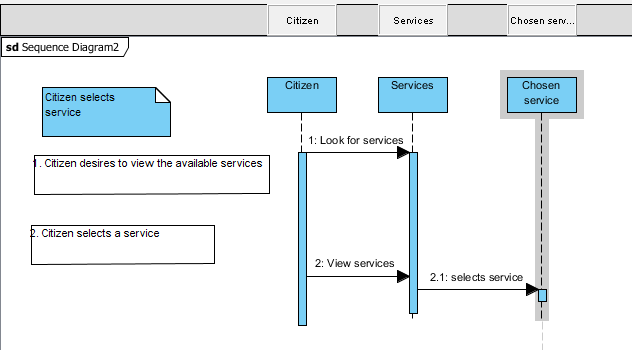 Citizen
Services
Chosen serv...
sd Sequence Diagram2
Citizen selects
service
Citizen
Services
Chosen
service
1: Look for services
1. Citizen desires to view the available services
2. Citizen selects a service
2: View services
2.1: selects service